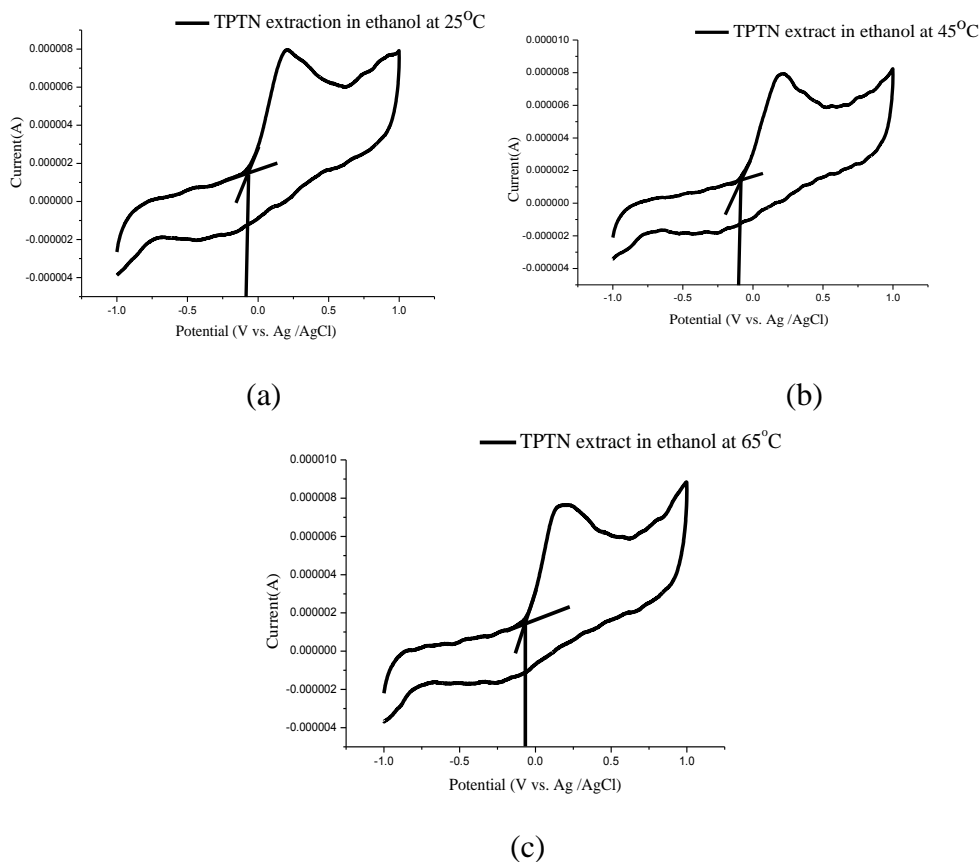 TPTN extraction in ethanol at 25°C
0.000008
0.000006
0.000004
0.000002
0.000000
-0.000002
-0.000004
Current(A)
-1.0 -0.5 0.0 0.5 1.0
Potential (V vs. Ag /AgCl)
(a)
TPTN extract in ethanol at 45°C
0.000010
0.000008
0.000006
0.000004
0.000002
0.000000
-0.000002
-0.000004
Current(A)
-1.0 -0.5 0.0 0.5 1.0
Potential (V vs. Ag /AgCl)
(b)
TPTN extract in ethanol at 65°C
0.000010
0.000008
0.000006
0.000004
0.000002
0.000000
-0.000002
-0.000004
Current(A)
-1.0 -0.5 0.0 0.5 1.0
Potential (V vs. Ag /AgCl)
(c)